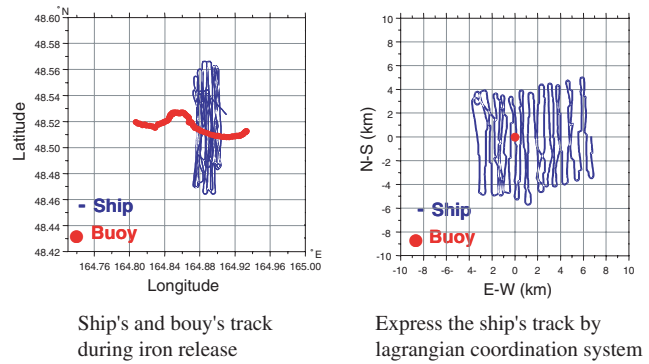 °N
48.60
48.58
48.56
48.54
48.52
48.50
48.48
48.46
48.44
48.42
Latitude
- Ship
Buoy
164.76 164.80 164.84 164.88 164.92 164.96 165.00
°E
Longitude
Ship's and bouy's track
during iron release
10
8
6
4
2
0
-2
-4
-6
-8
-10
N-S (km)
-Ship
Buoy
-10 -8 -6 4- -2 0 2 4 6 8 10
E-W (km)
Express the ship's track by
lagrangian coordination system